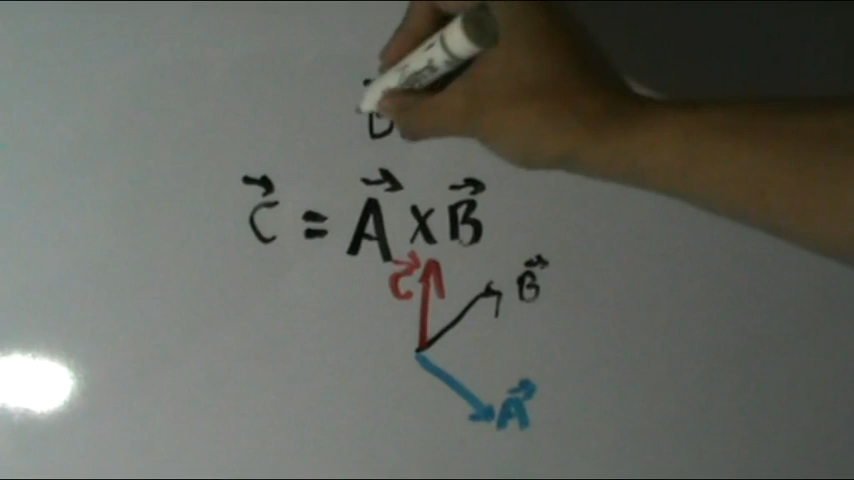 C⃗ = A⃗ x B⃗
C⃗
B⃗
A⃗